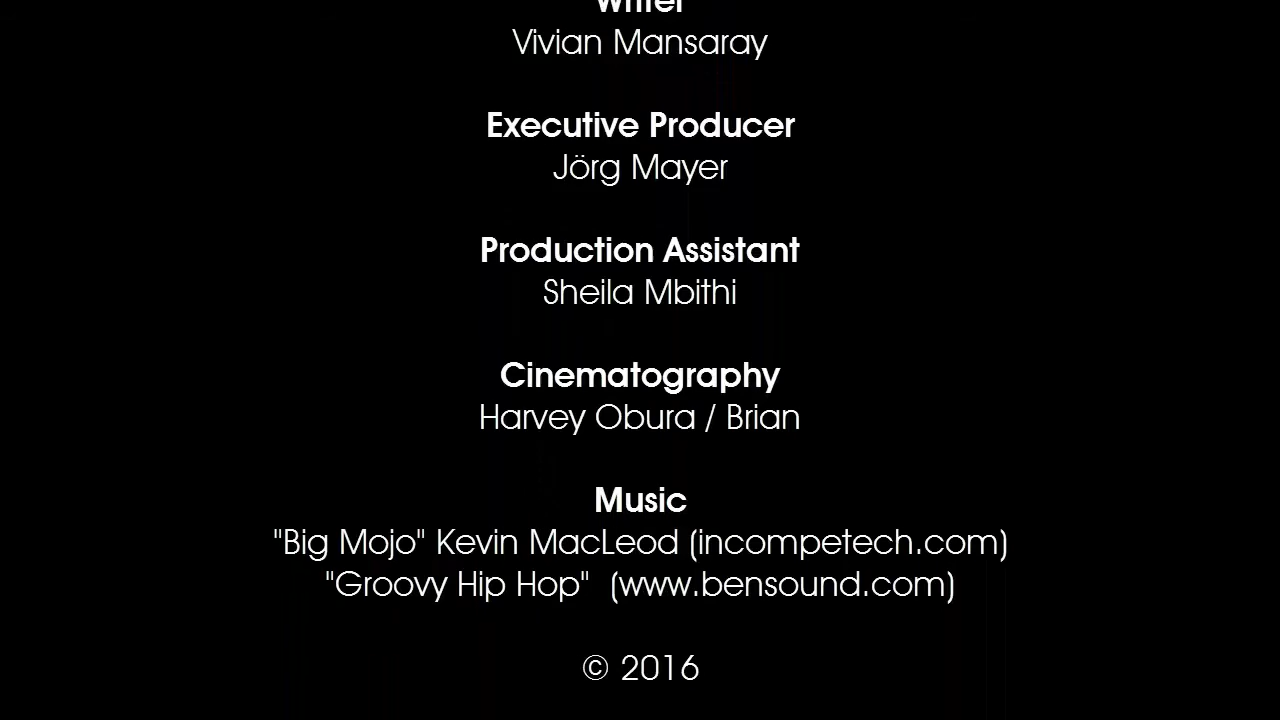 Writer
Vivian Mansaray
Executive Producer
Jörg Mayer
Production Assistant
Sheila Mbithi
Cinematography
Harvey Obura / Brian
Music
"Big Mojo" Kevin MacLeod (incompetech.com)
"Groovy Hip Hop"  (www.bensound.com)
© 2016